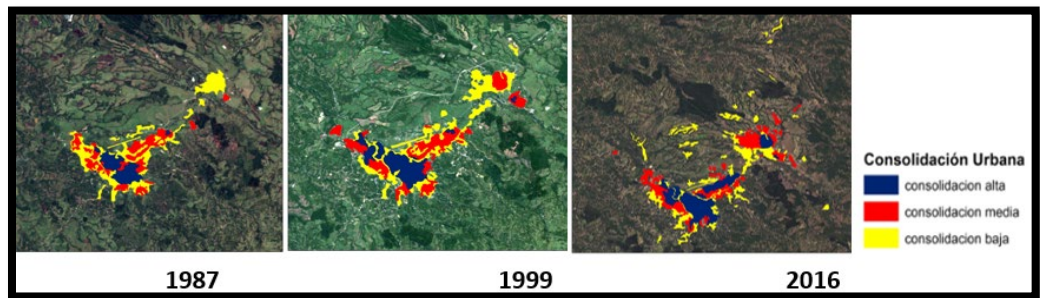 Consolidación Urbana
consolidacion alta
consolidacion media
consolidacion baja
1987
1999
2016